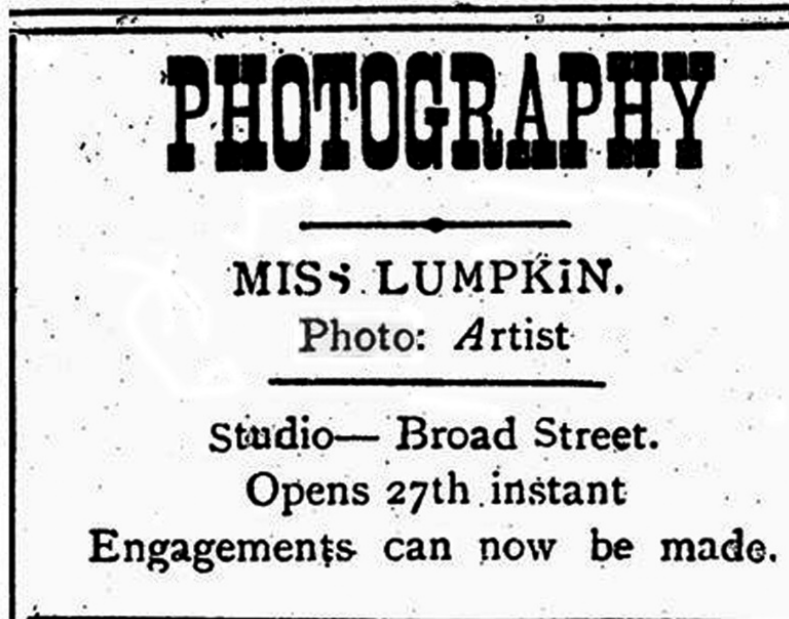 PHOTOGRAPHY
MISS LUMPKIN.
Photo: Artist
Studio— Broad Street.
Opens 27th instant
Engagements can now be made.